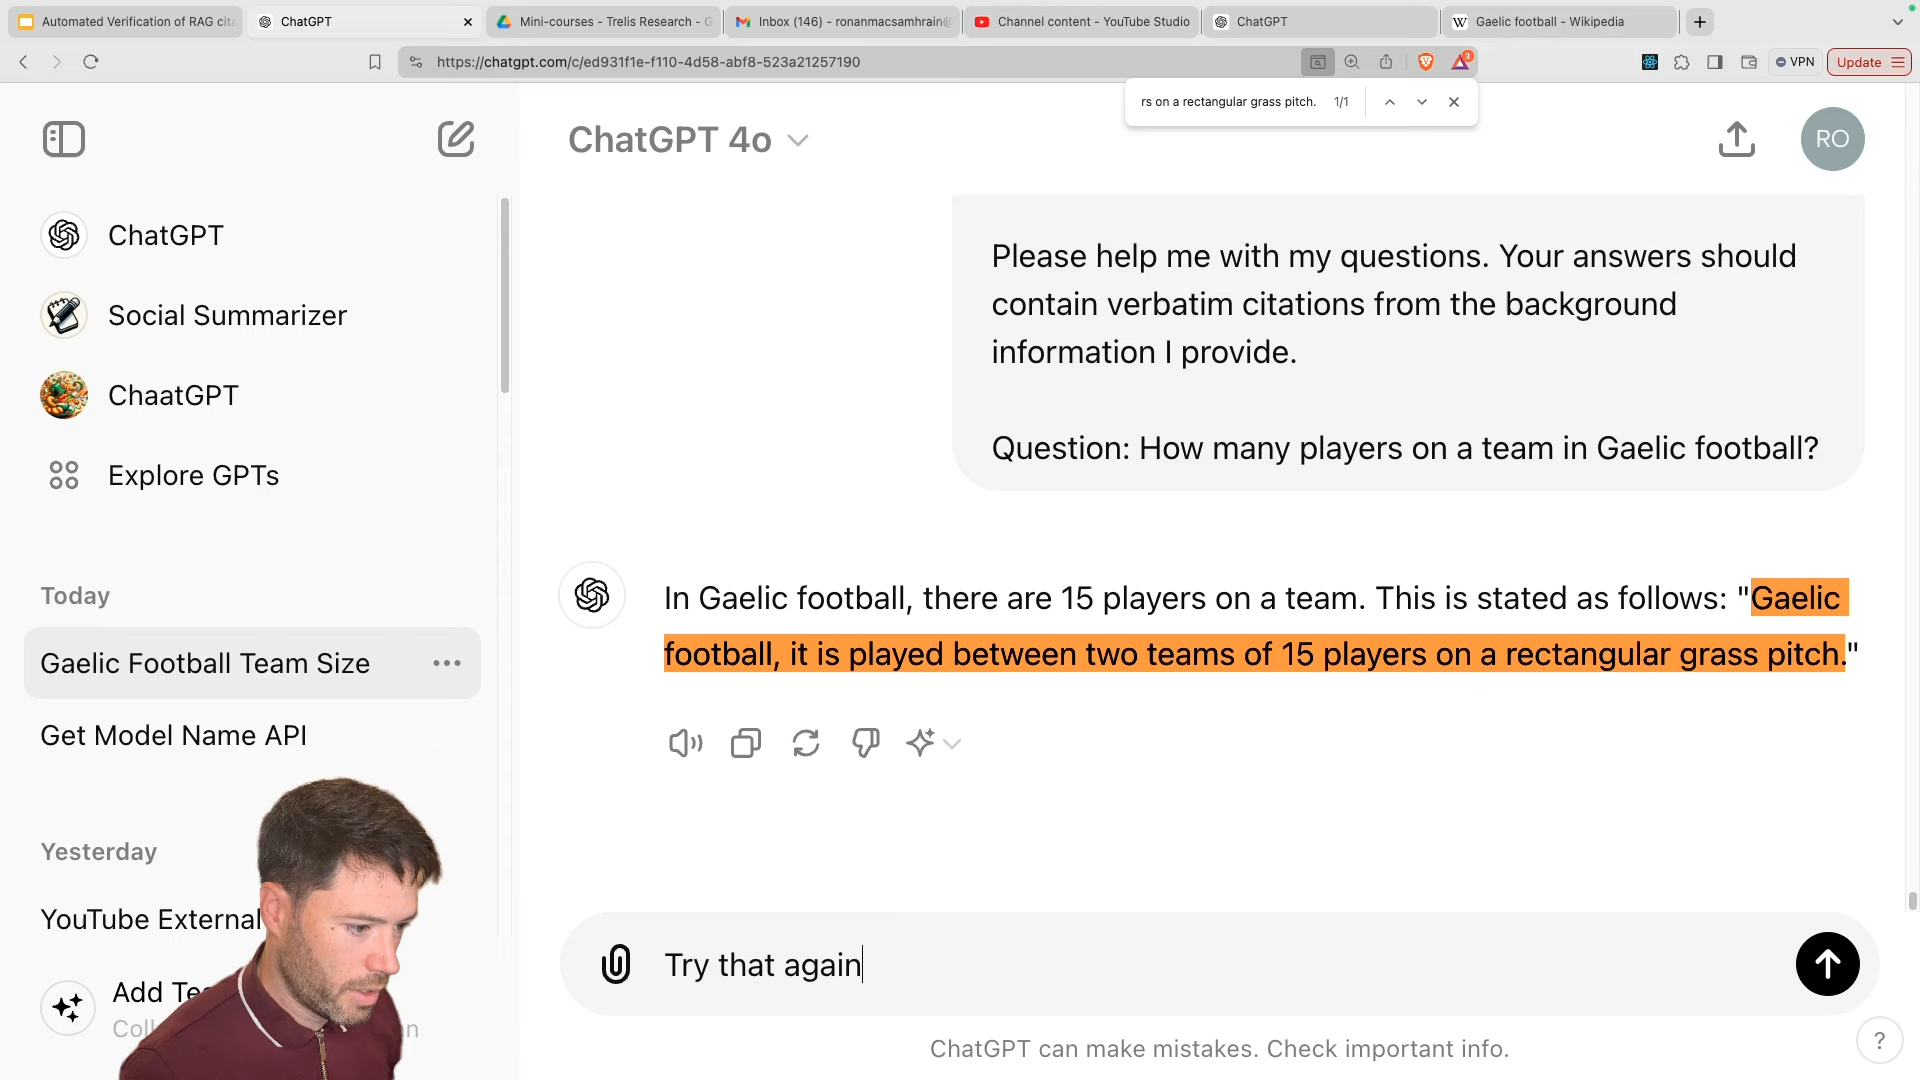 Automated Verification of RAG cit
ChatGPT
Mini-courses - Trelis Research - G
Inbox (146) - ronanmacsamhrain@
Channel content - YouTube Studio
ChatGPT
Gaelic football - Wikipedia
https://chatgpt.com/c/ed931f1e-f110-4d58-abf8-523a21257190
3
VPN
Update
rs on a rectangular grass pitch.
1/1
ChatGPT 4o
RO
ChatGPT
Social Summarizer
ChaatGPT
Explore GPTs
Today
Gaelic Football Team Size
Get Model Name API
Yesterday
YouTube External
Add Te
Coll
n
Please help me with my questions. Your answers should
contain verbatim citations from the background
information I provide.
Question: How many players on a team in Gaelic football?
In Gaelic football, there are 15 players on a team. This is stated as follows: "Gaelic
football, it is played between two teams of 15 players on a rectangular grass pitch."
Try that again
ChatGPT can make mistakes. Check important info.
?